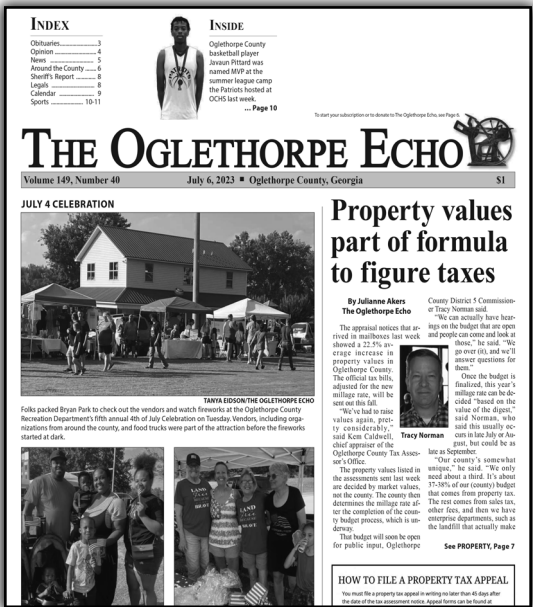 INDEX
Obituaries..........................3
Opinion ............................ 4
News ............................... 5
Around the County ....... 6
Sheriff's Report ............. 8
Legals .............................. 8
Calendar .......................... 9
Sports ..................... 10-11
INSIDE
Oglethorpe County
basketball player
Javaun Pittard was
named MVP at the
summer league camp
the Patriots hosted at
OCHS last week.
... Page 10
To start your subscription or to donate to The Oglethorpe Echo, see Page 6.
THE OGLETHORPE ECHO
Volume 149, Number 40
July 6, 2023 ■ Oglethorpe County, Georgia
$1
JULY 4 CELEBRATION
TANYA EIDSON/THE OGLETHORPE ECHO
Folks packed Bryan Park to check out the vendors and watch fireworks at the Oglethorpe County
Recreation Department's fifth annual 4th of July Celebration on Tuesday. Vendors, including orga-
nizations from around the county, and food trucks were part of the attraction before the fireworks
started at dark.
LAND
LAND
Property values
part of formula
to figure taxes
By Julianne Akers
The Oglethorpe Echo
The appraisal notices that ar-
rived in mailboxes last week
showed a 22.5% av-
erage increase in
property values in
Oglethorpe County.
The official tax bills,
adjusted for the new
millage rate, will be
sent out this fall.
"We've had to raise
values again, pret-
ty considerably,"
said Kem Caldwell,
chief appraiser of the
Oglethorpe County Tax Asses-
sor's Office.
The property values listed in
the assessments sent last week
are decided by market values,
not the county. The county then
determines the millage rate af-
ter the completion of the coun-
ty budget process, which is un-
derway.
That budget will soon be open
for public input, Oglethorpe
County District 5 Commission-
er Tracy Norman said.
"We can actually have hear-
ings on the budget that are open
and people can come and look at
those," he said. "We
go over (it), and we'll
answer questions for
them."
Once the budget is
finalized, this year's
millage rate can be de-
cided "based on the
value of the digest,"
said Norman, who
said this usually oc-
curs in late July or Au-
gust, but could be as
late as September.
"Our county's somewhat
unique," he said. "We only
need about a third. It's about
37-38% of our (county) budget
that comes from property tax.
The rest comes from sales tax,
other fees, and then we have
enterprise departments, such as
the landfill that actually make
Tracy Norman
See PROPERTY, Page 7
HOW TO FILE A PROPERTY TAX APPEAL
You must file a property tax appeal in writing no later than 45 days after
the date of the tax assessment notice. Appeal forms can be found at